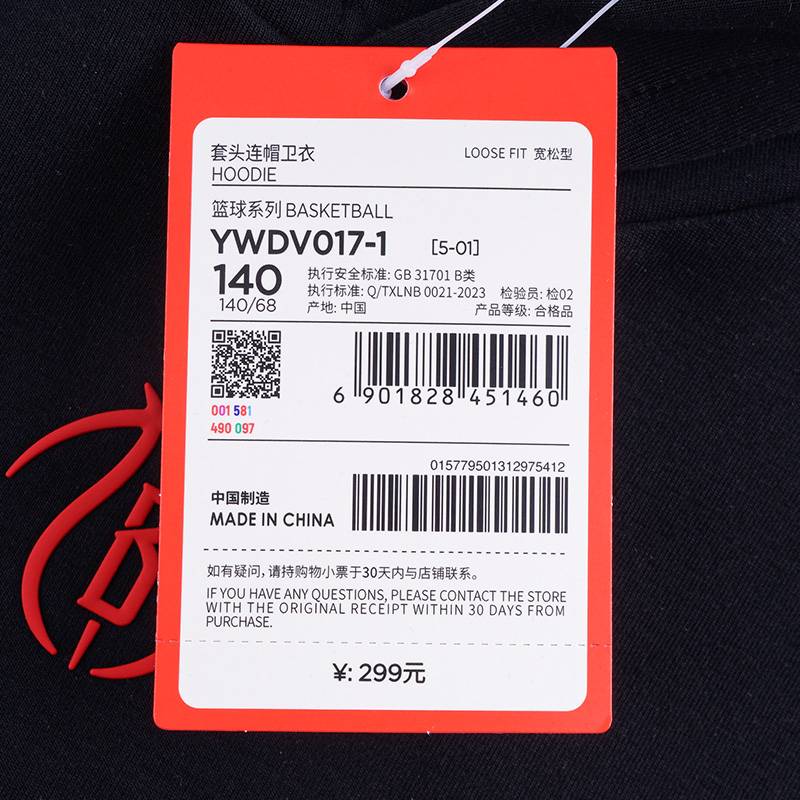 套头连帽卫衣 LOOSE FIT 宽松型
HOODIE
篮球系列 BASKETBALL
YWDV017-1 [5-01]
140 执行安全标准: GB 31701 B类
执行标准: Q/TXLNB 0021-2023 检验员: 检02
140/68 产地: 中国 产品等级: 合格品
6 901828 451460
001 581
490 097
015779501312975412
中国制造
MADE IN CHINA
如有疑问，请持购物小票于30天内与店铺联系。
IF YOU HAVE ANY QUESTIONS, PLEASE CONTACT THE STORE
WITH THE ORIGINAL RECEIPT WITHIN 30 DAYS FROM
PURCHASE.
¥: 299元